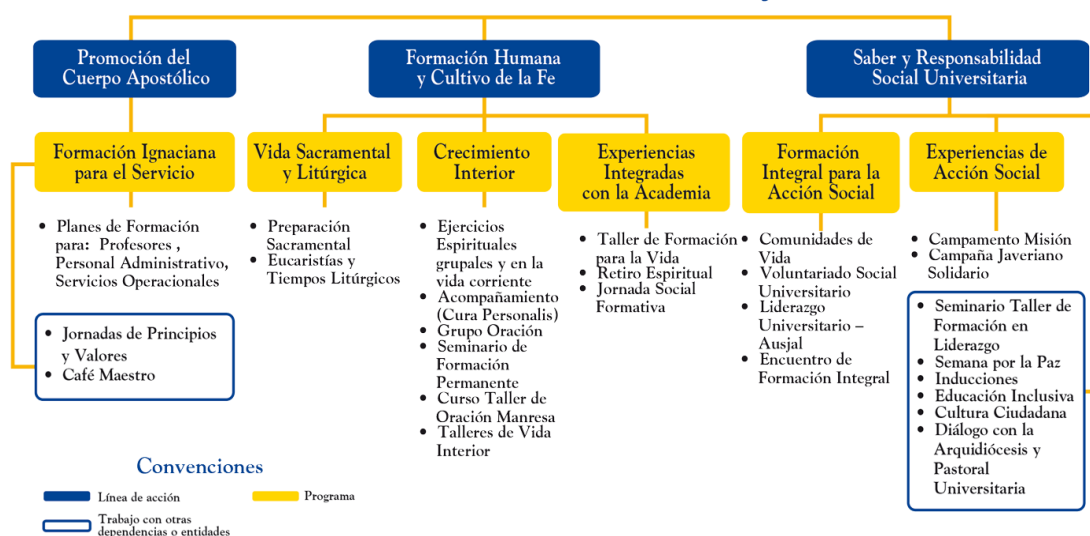 Promoción del
Cuerpo Apostólico
Formación Humana
y Cultivo de la Fe
Saber y Responsabilidad
Social Universitaria
Formación Ignaciana
para el Servicio
Vida Sacramental
y Litúrgica
Crecimiento
Interior
Experiencias
Integradas
con la Academia
Formación
Integral para la
Acción Social
Experiencias de
Acción Social
• Planes de Formación
para: Profesores ,
Personal Administrativo,
Servicios Operacionales
• Jornadas de Principios
y Valores
• Café Maestro
• Preparación
Sacramental
• Eucaristías y
Tiempos Litúrgicos
• Ejercicios
Espirituales
grupales y en la
vida corriente
• Acompañamiento
(Cura Personalis)
• Grupo Oración
• Seminario de
Formación
Permanente
• Curso Taller de
Oración Manresa
• Talleres de Vida
Interior
• Taller de Formación
para la Vida
• Retiro Espiritual
• Jornada Social
Formativa
• Comunidades de
Vida
• Voluntariado Social
Universitario
• Liderazgo
Universitario –
Ausjal
• Encuentro de
Formación Integral
• Campamento Misión
• Campaña Javeriano
Solidario
• Seminario Taller de
Formación en
Liderazgo
• Semana por la Paz
• Inducciones
• Educación Inclusiva
• Cultura Ciudadana
• Diálogo con la
Arquidiócesis y
Pastoral
Universitaria
Convenciones
Línea de acción
Programa
Trabajo con otras
dependencias o entidades